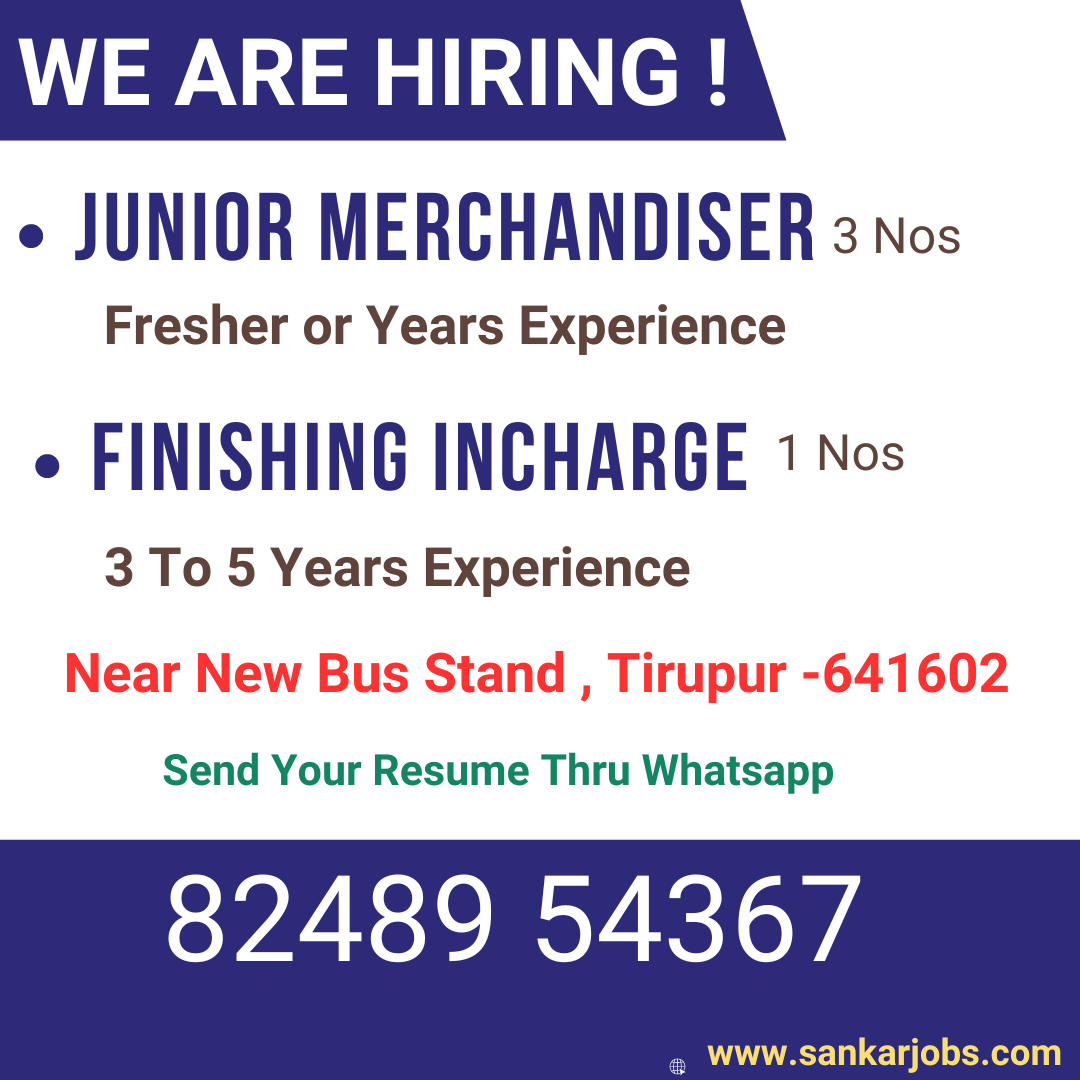 WE ARE HIRING !
• JUNIOR MERCHANDISER 3 Nos
Fresher or Years Experience
• FINISHING INCHARGE 1 Nos
3 To 5 Years Experience
Near New Bus Stand , Tirupur -641602
Send Your Resume Thru Whatsapp
82489 54367
www.sankarjobs.com